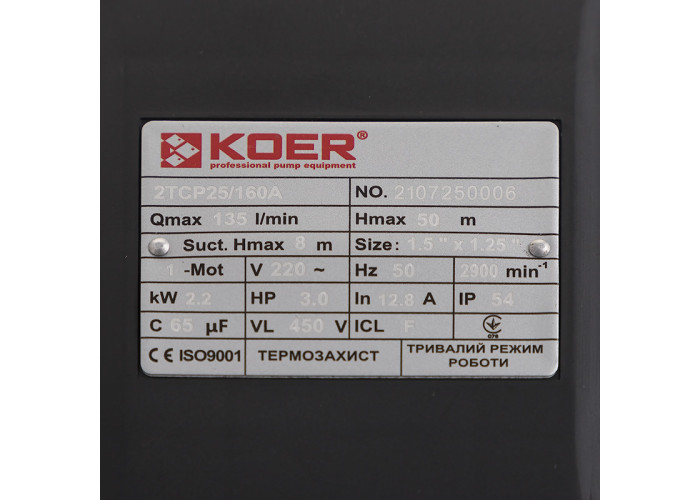 KOER®
professional pump equipment
2TCP25/160A NO. 2107250006
Qmax 135 l/min Hmax 50 m
Suct. Hmax 8 m Size: 1.5 " x 1.25 "
1 -Mot V 220 ~ Hz 50 2900 min-1
kW 2.2 HP 3.0 In 12.8 A IP 54
C 65 µF VL 450 V ICL F 076
CE ISO9001 ТЕРМОЗАХИСТ ТРИВАЛИЙ РЕЖИМ
РОБОТИ